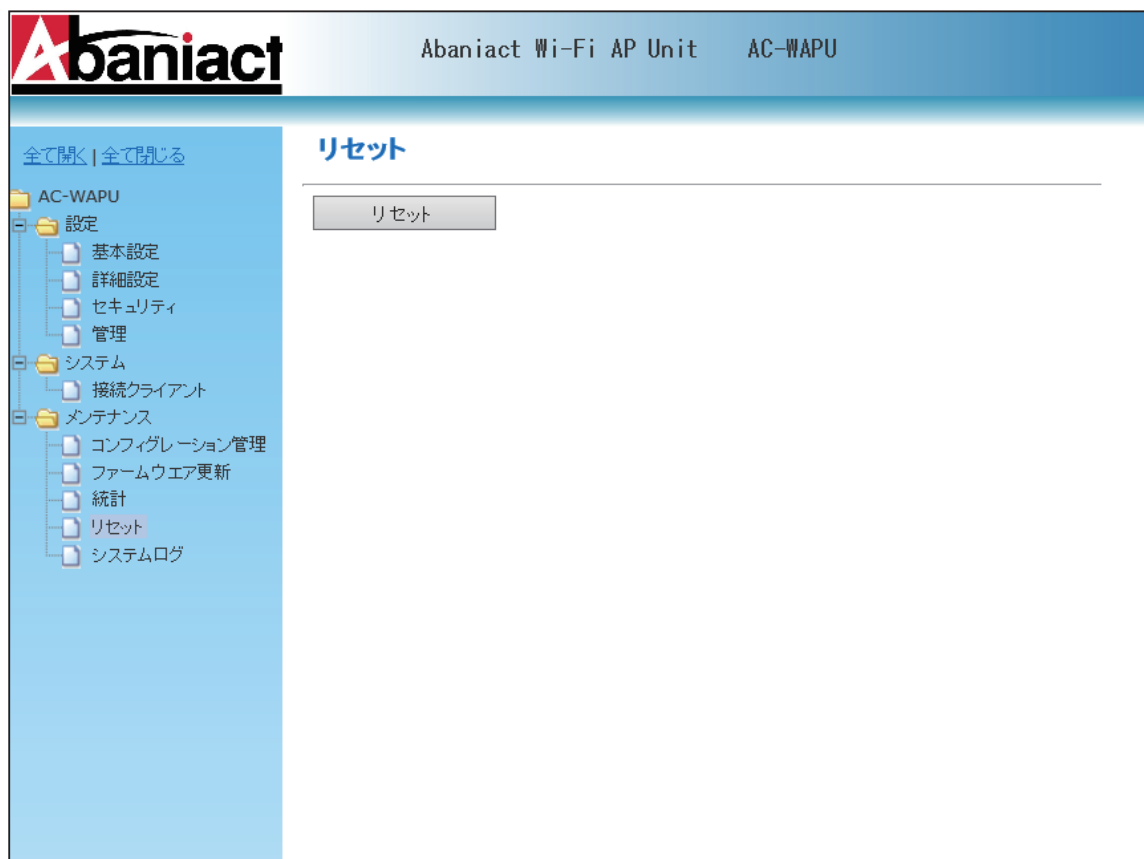 Abaniact
Abaniact Wi-Fi AP Unit AC-WAPU
全て開く | 全て閉じる
AC-WAPU
設定
基本設定
詳細設定
セキュリティ
管理
システム
接続クライアント
メンテナンス
コンフィグレーション管理
ファームウエア更新
統計
リセット
システムログ
リセット
リセット